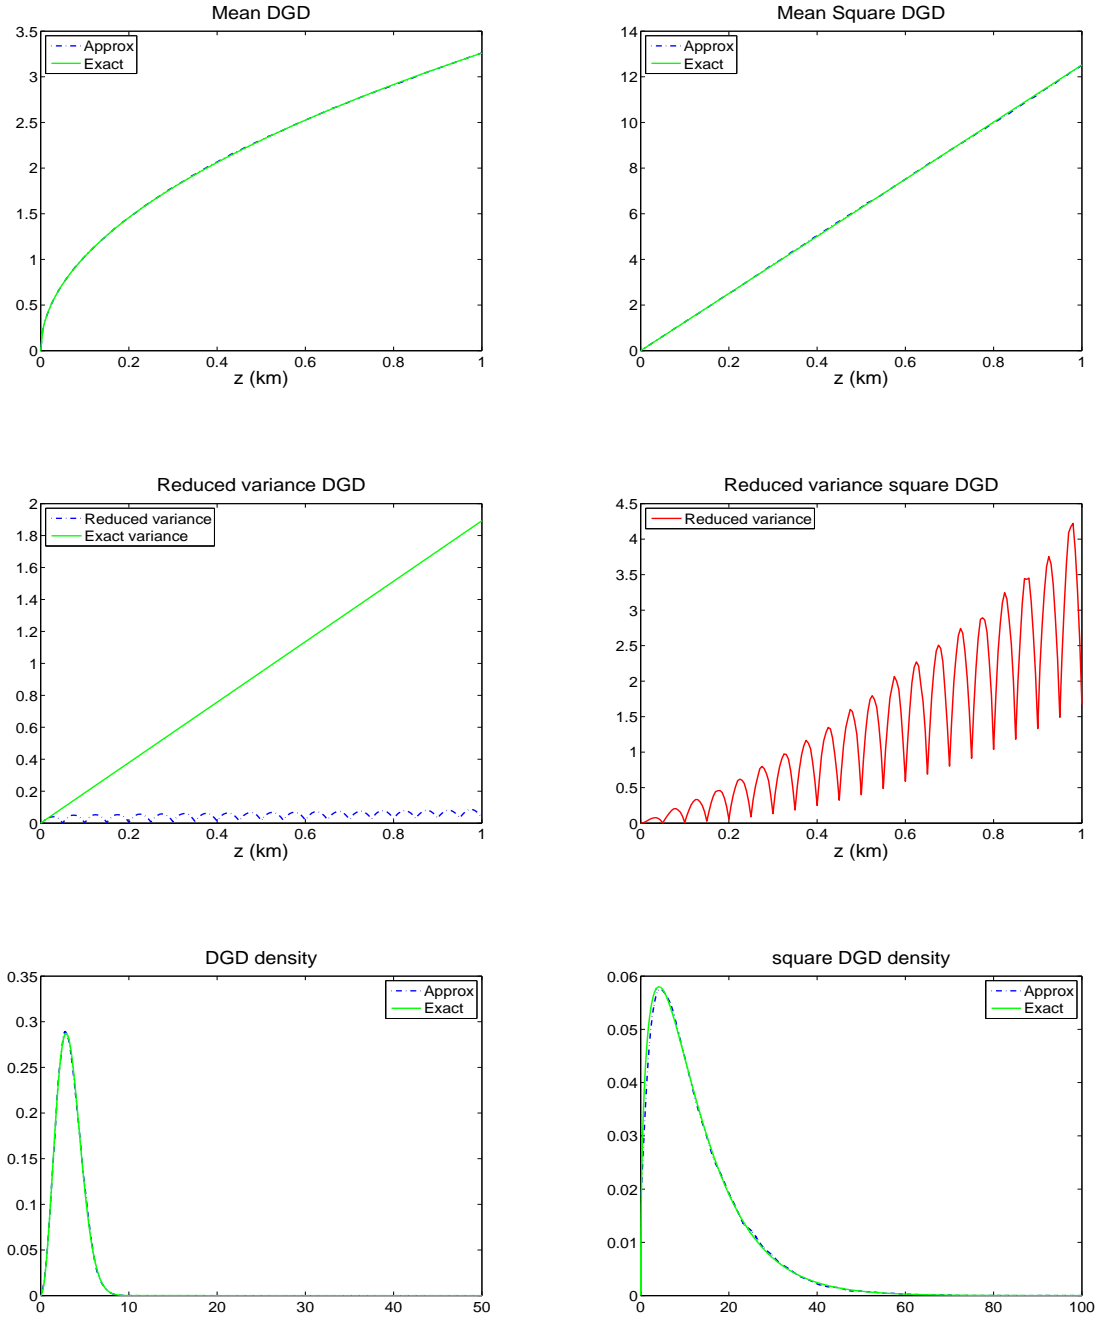 Mean DGD
3.5
3
2.5
2
1.5
1
0.5
0
Approx
Exact
0 0.2 0.4 0.6 0.8 1
z (km)
Mean Square DGD
14
12
10
8
6
4
2
0
Approx
Exact
0 0.2 0.4 0.6 0.8 1
z (km)
Reduced variance DGD
2
1.8
1.6
1.4
1.2
1
0.8
0.6
0.4
0.2
0
Reduced variance
Exact variance
0 0.2 0.4 0.6 0.8 1
z (km)
Reduced variance square DGD
4.5
4
3.5
3
2.5
2
1.5
1
0.5
0
Reduced variance
0 0.2 0.4 0.6 0.8 1
z (km)
DGD density
0.35
0.3
0.25
0.2
0.15
0.1
0.05
0
Approx
Exact
0 10 20 30 40 50
square DGD density
0.06
0.05
0.04
0.03
0.02
0.01
0
Approx
Exact
0 20 40 60 80 100